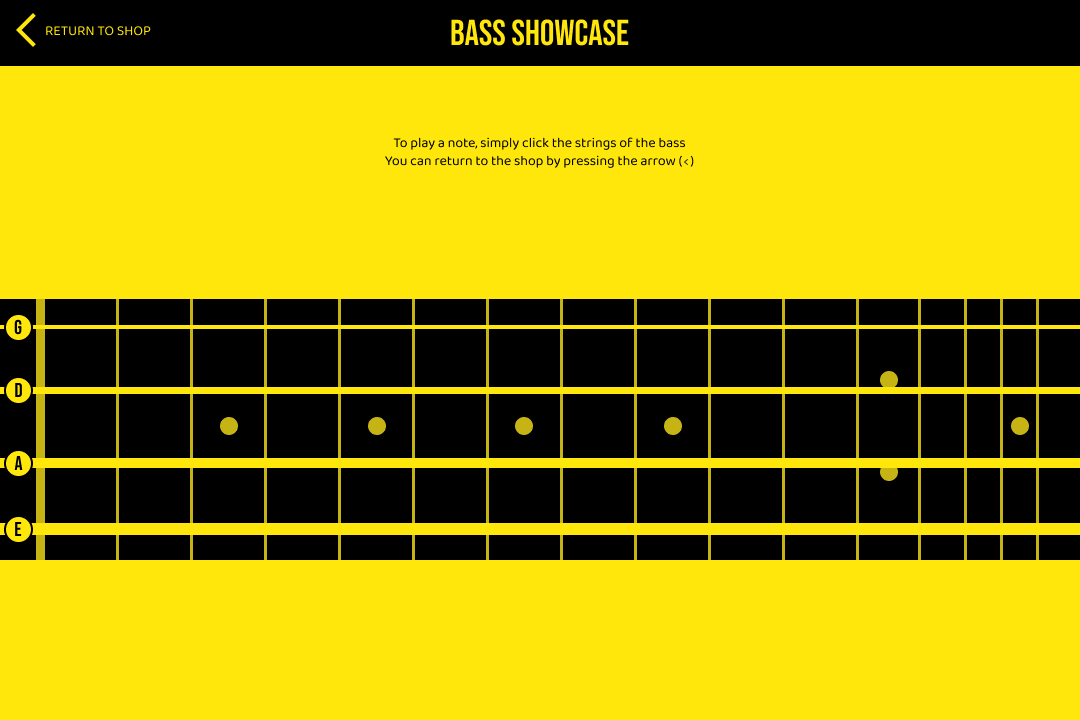 RETURN TO SHOP
BASS SHOWCASE
To play a note, simply click the strings of the bass
You can return to the shop by pressing the arrow (<)
G
D
A
E